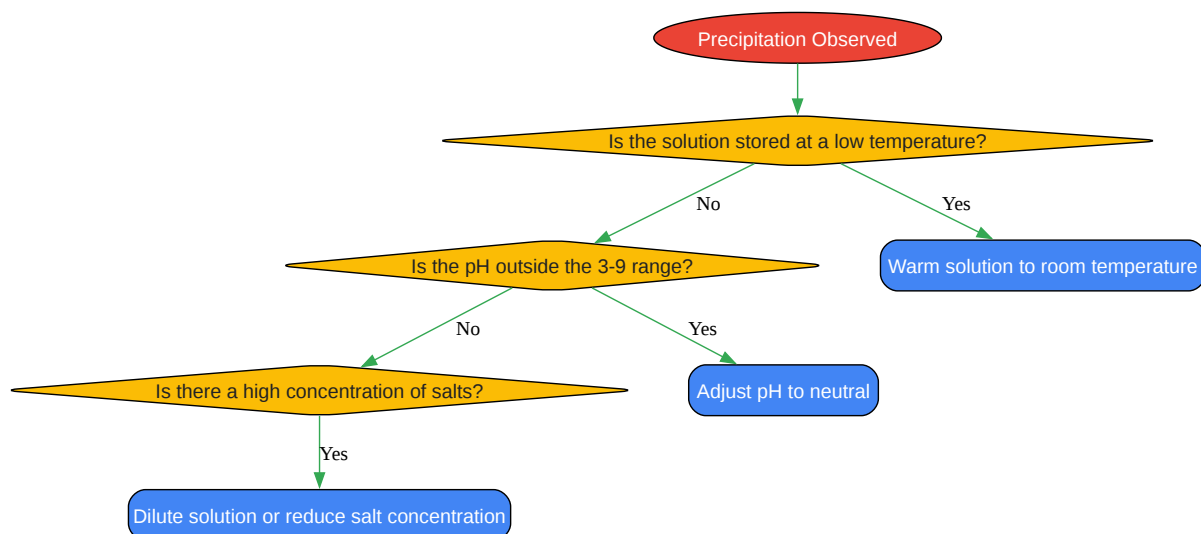 Precipitation Observed
Is the solution stored at a low temperature?
No
Yes
Is the pH outside the 3-9 range?
Warm solution to room temperature
No
Yes
Is there a high concentration of salts?
Adjust pH to neutral
Yes
Dilute solution or reduce salt concentration